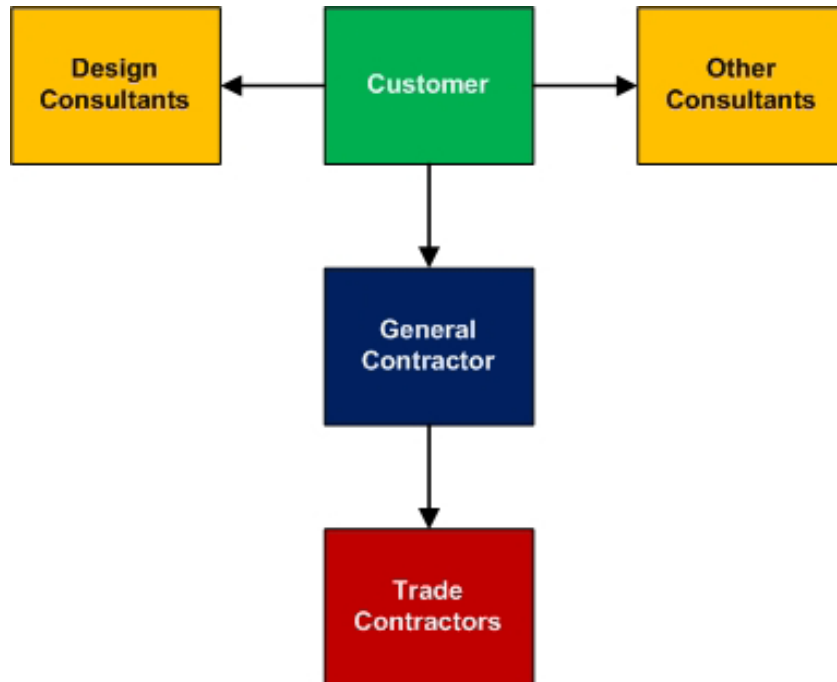 Design
Consultants
Customer
Other
Consultants
General
Contractor
Trade
Contractors